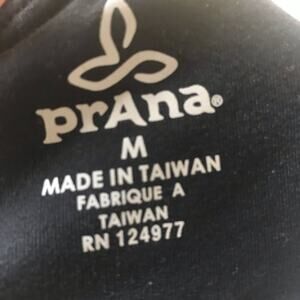 prAna®
M
MADE IN TAIWAN
FABRIQUE A
TAIWAN
RN 124977